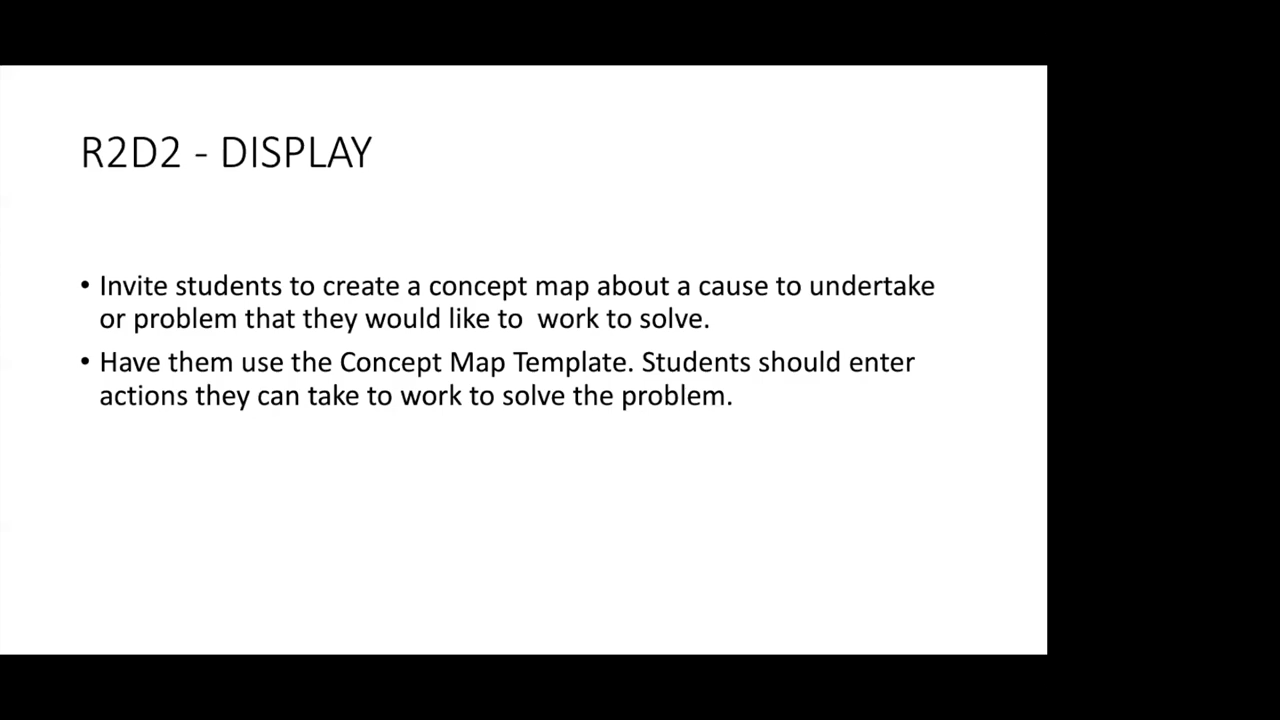 R2D2 - DISPLAY
• Invite students to create a concept map about a cause to undertake
or problem that they would like to  work to solve.
• Have them use the Concept Map Template. Students should enter
actions they can take to work to solve the problem.